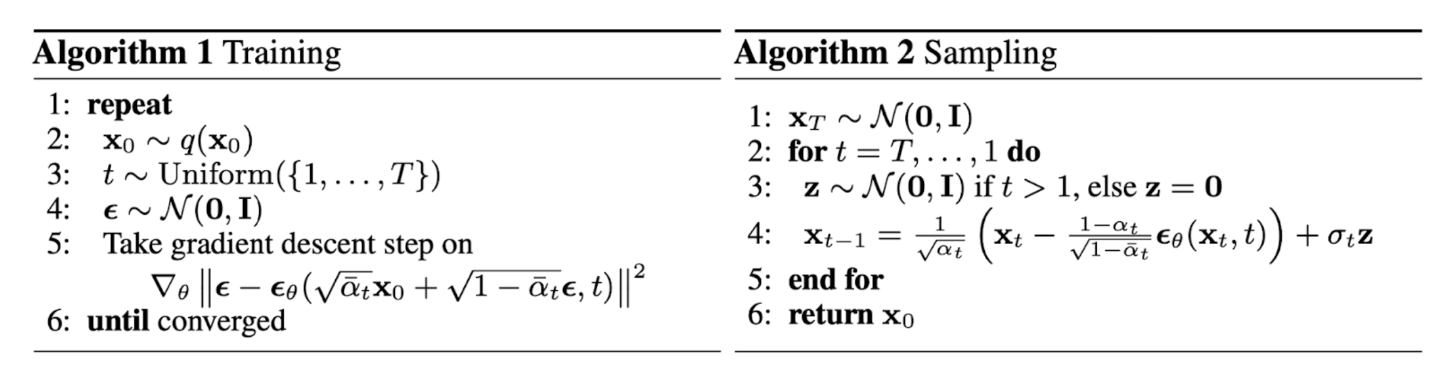 Algorithm 1 Training
1: repeat
2: x₀ ∼ q(x₀)
3: t ∼ Uniform({1, . . . , T})
4: ϵ ∼ 𝒩(0, I)
5: Take gradient descent step on
∇_θ ‖ϵ − ϵ_θ(√ᾱ_t x₀ + √(1 − ᾱ_t) ϵ, t)‖²
6: until converged
Algorithm 2 Sampling
1: x_T ∼ 𝒩(0, I)
2: for t = T, . . . , 1 do
3: z ∼ 𝒩(0, I) if t > 1, else z = 0
4: x_{t−1} = 1/√α_t (x_t − (1−α_t)/√(1−ᾱ_t) ϵ_θ(x_t, t)) + σ_t z
5: end for
6: return x₀